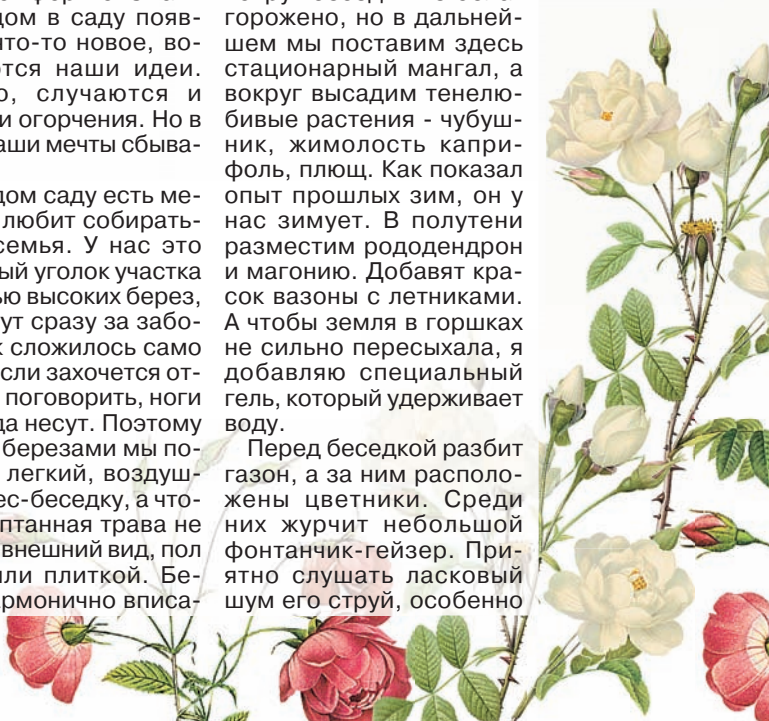 дом в саду появ-
что-то новое, во-
тся наши идеи.
о, случаются и
и огорчения. Но в
аши мечты сбыва-
дом саду есть ме-
любит собирать-
семья. У нас это
ый уголок участка
ью высоких берез,
ут сразу за забо-
к сложилось само
сли захочется от-
поговорить, ноги
да несут. Поэтому
березами мы по-
легкий, воздуш-
ес-беседку, а что-
птанная трава не
внешний вид, пол
ли плиткой. Бе-
рмонично вписа-
горожено, но в дальней-
шем мы поставим здесь
стационарный мангал, а
вокруг высадим тенелю-
бивые растения - чубуш-
ник, жимолость капри-
фоль, плющ. Как показал
опыт прошлых зим, он у
нас зимует. В полутени
разместим рододендрон
и магонию. Добавят кра-
сок вазоны с летниками.
А чтобы земля в горшках
не сильно пересыхала, я
добавляю специальный
гель, который удерживает
воду.
Перед беседкой разбит
газон, а за ним располо-
жены цветники. Среди
них журчит небольшой
фонтанчик-гейзер. При-
ятно слушать ласковый
шум его струй, особенно